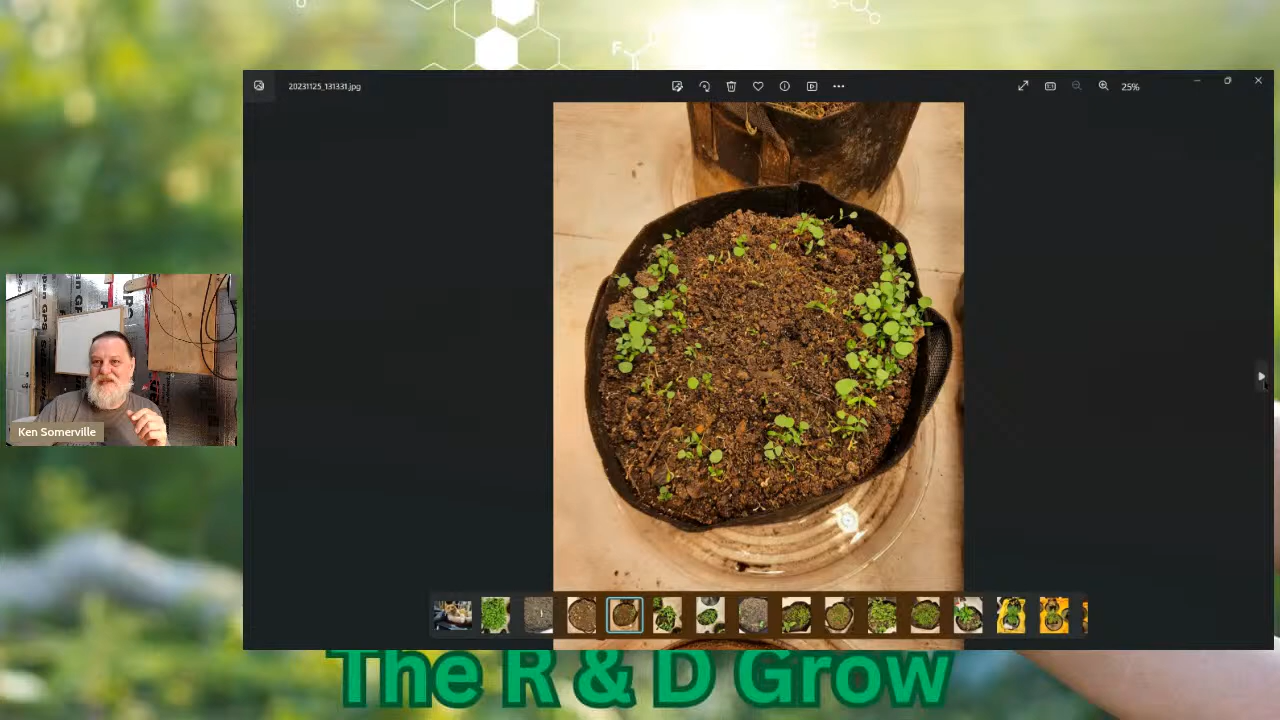 20231125_131331.jpg
25%
Ken Somerville
The R & D Grow